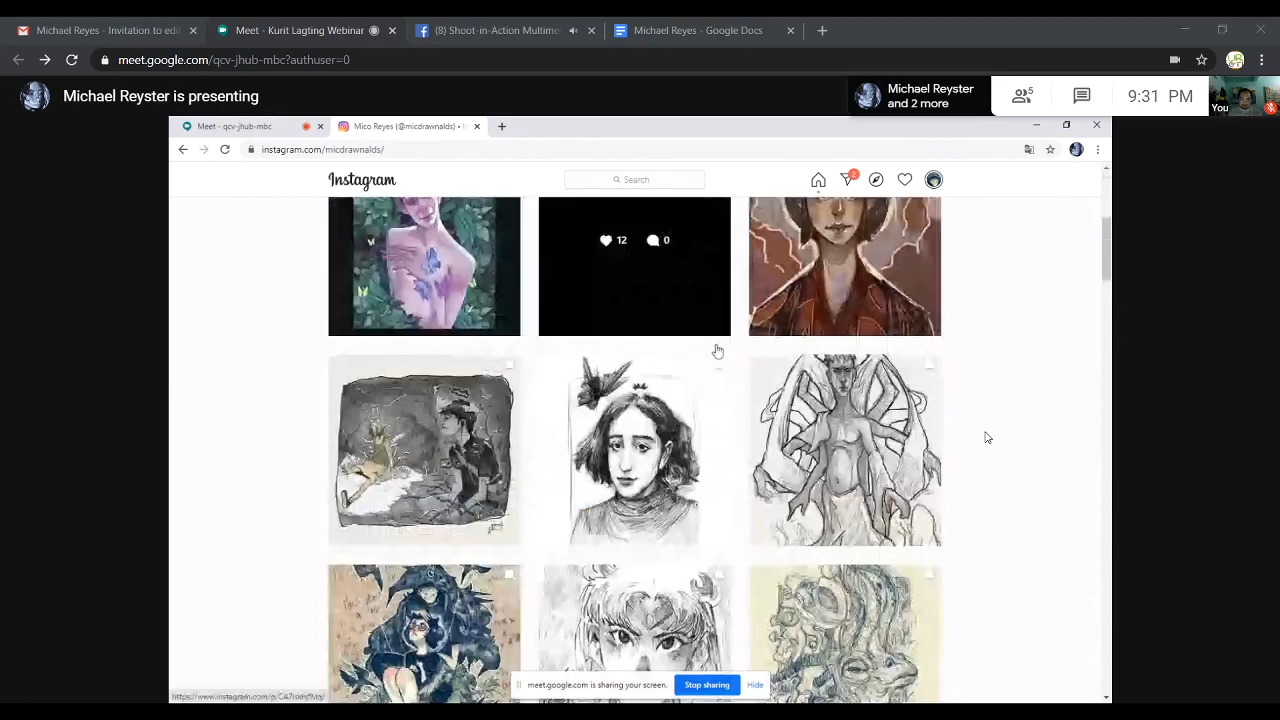 Michael Reyes - Invitation to edit
Meet - Kurit Lagting Webinar
(8) Shoot-in-Action Multime
Michael Reyes - Google Docs
meet.google.com/qcv-jhub-mbc?authuser=0
Michael Reyster is presenting
Michael Reyster
and 2 more
5
9:31 PM
You
Meet - qcv-jhub-mbc
Mico Reyes (@micdrawnalds) •
instagram.com/micdrawnalds/
Instagram
Search
2
12
0
meet.google.com is sharing your screen.
Stop sharing
Hide